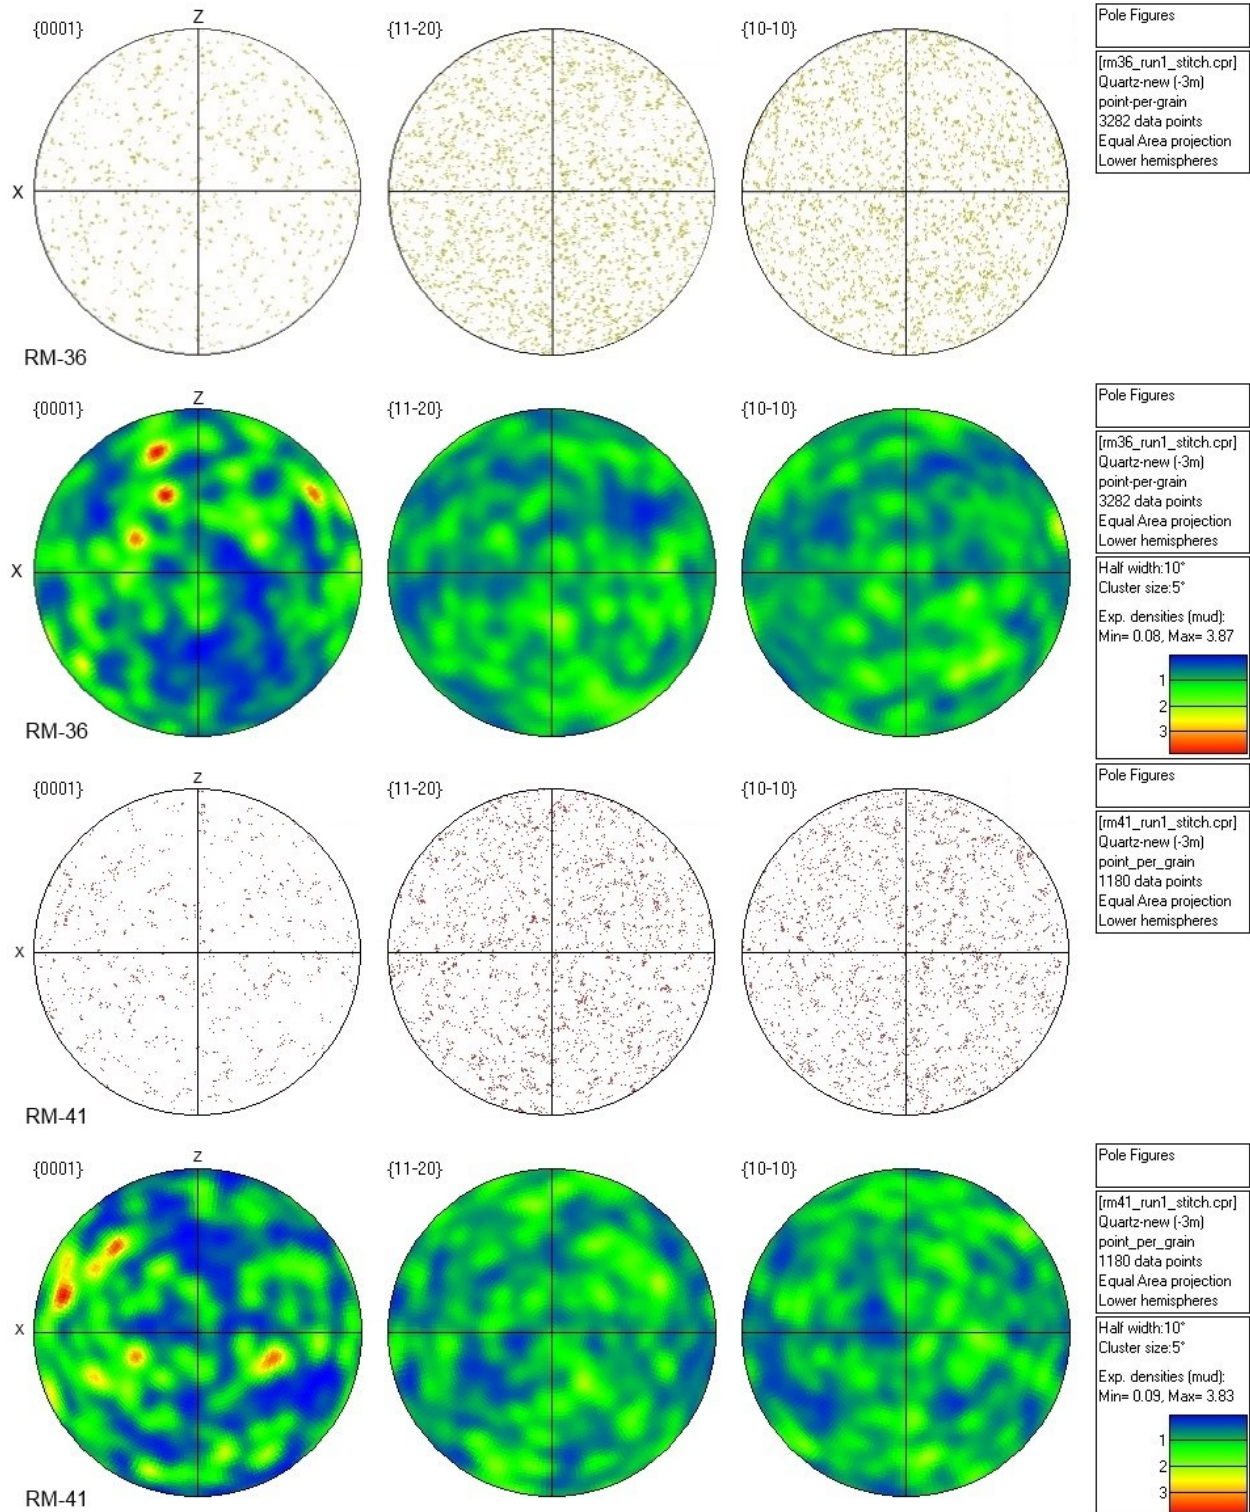 {0001} Z {11-20} {10-10}
Pole Figures
[rm36_run1_stitch.cpr]
Quartz-new (-3m)
point-per-grain
3282 data points
Equal Area projection
Lower hemispheres
X
RM-36
{0001} Z {11-20} {10-10}
Pole Figures
[rm36_run1_stitch.cpr]
Quartz-new (-3m)
point-per-grain
3282 data points
Equal Area projection
Lower hemispheres
X
Half width:10°
Cluster size:5°
Exp. densities (mud):
Min= 0.08, Max= 3.87
1
2
3
RM-36
{0001} Z {11-20} {10-10}
Pole Figures
[rm41_run1_stitch.cpr]
Quartz-new (-3m)
point_per_grain
1180 data points
Equal Area projection
Lower hemispheres
X
RM-41
{0001} Z {11-20} {10-10}
Pole Figures
[rm41_run1_stitch.cpr]
Quartz-new (-3m)
point_per_grain
1180 data points
Equal Area projection
Lower hemispheres
X
Half width:10°
Cluster size:5°
Exp. densities (mud):
Min= 0.09, Max= 3.83
1
2
3
RM-41